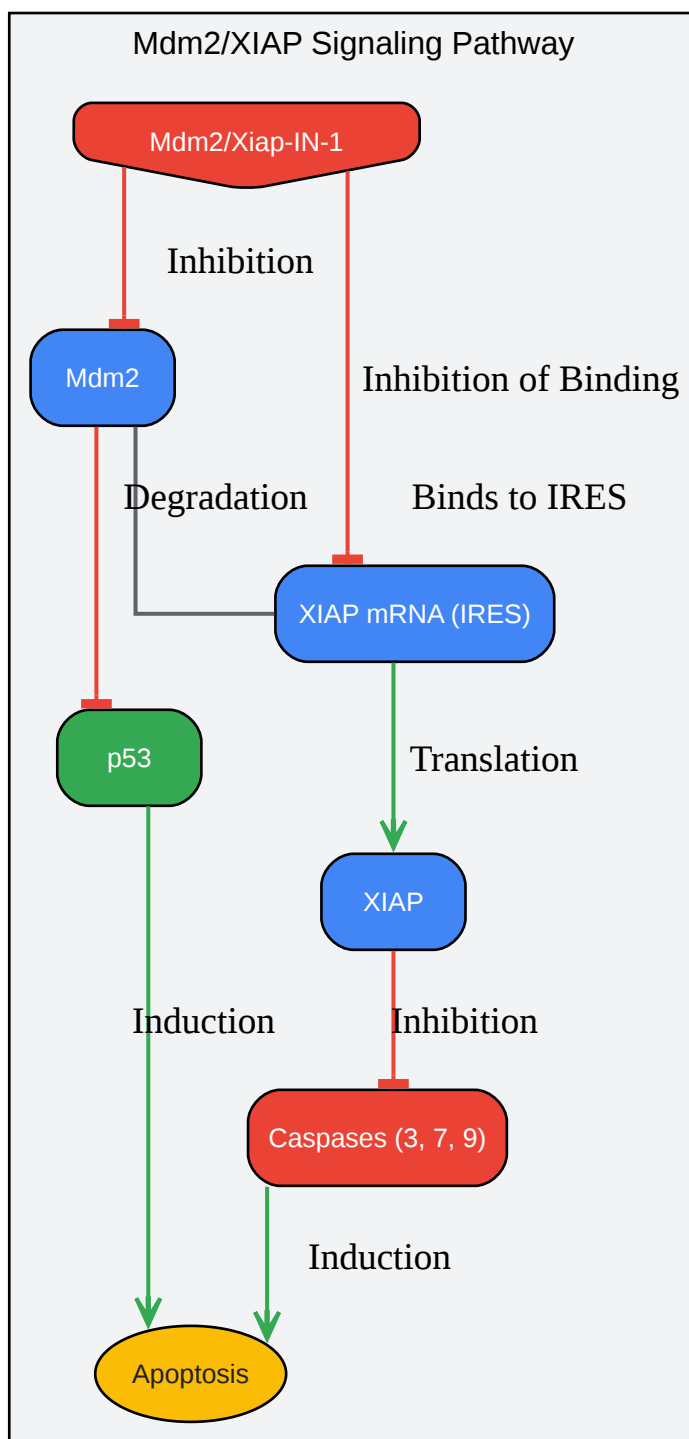 Mdm2/XIAP Signaling Pathway
Mdm2/Xiap-IN-1
Inhibition
Mdm2
Inhibition of Binding
Degradation
Binds to IRES
XIAP mRNA (IRES)
p53
Translation
XIAP
Induction
Inhibition
Caspases (3, 7, 9)
Induction
Apoptosis